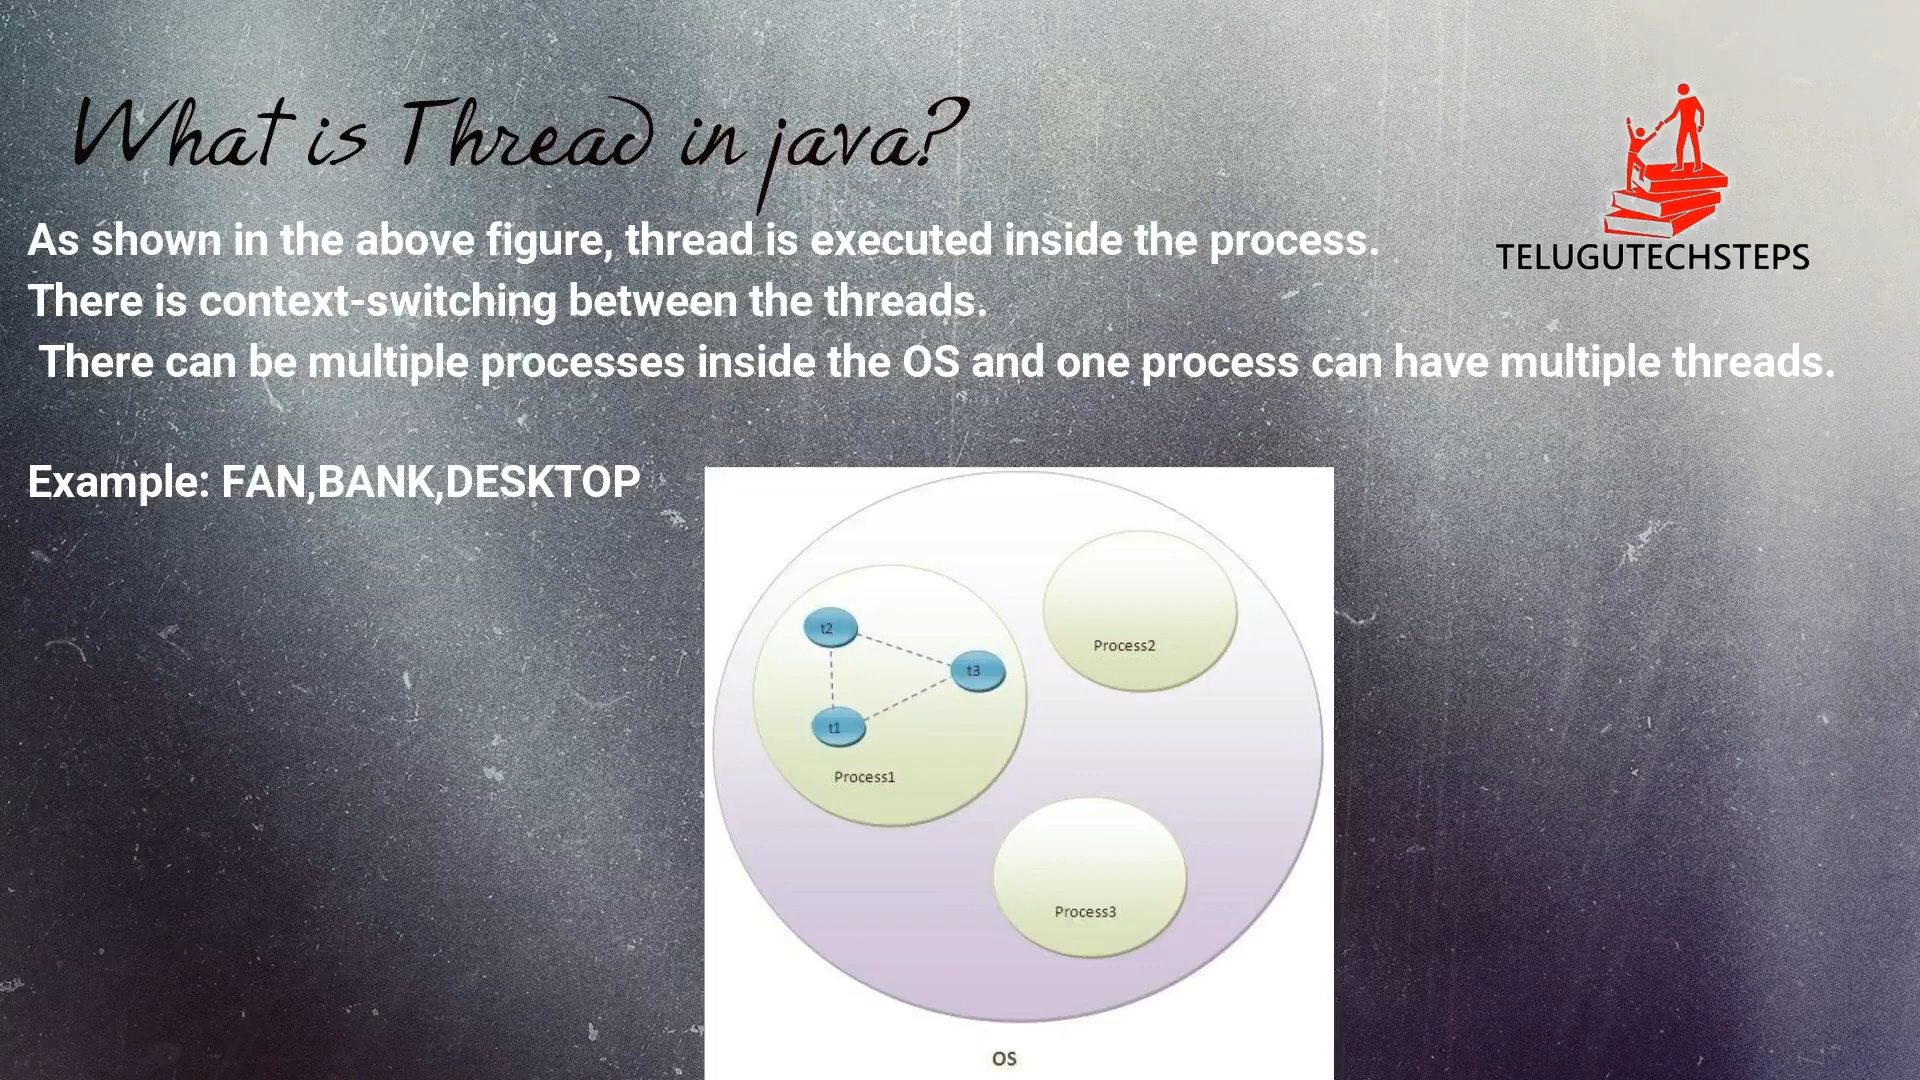 What is Thread in java?
TELUGUTECHSTEPS
As shown in the above figure, thread is executed inside the process.
There is context-switching between the threads.
There can be multiple processes inside the OS and one process can have multiple threads.
Example: FAN,BANK,DESKTOP
t2
t3
t1
Process1
Process2
Process3
OS